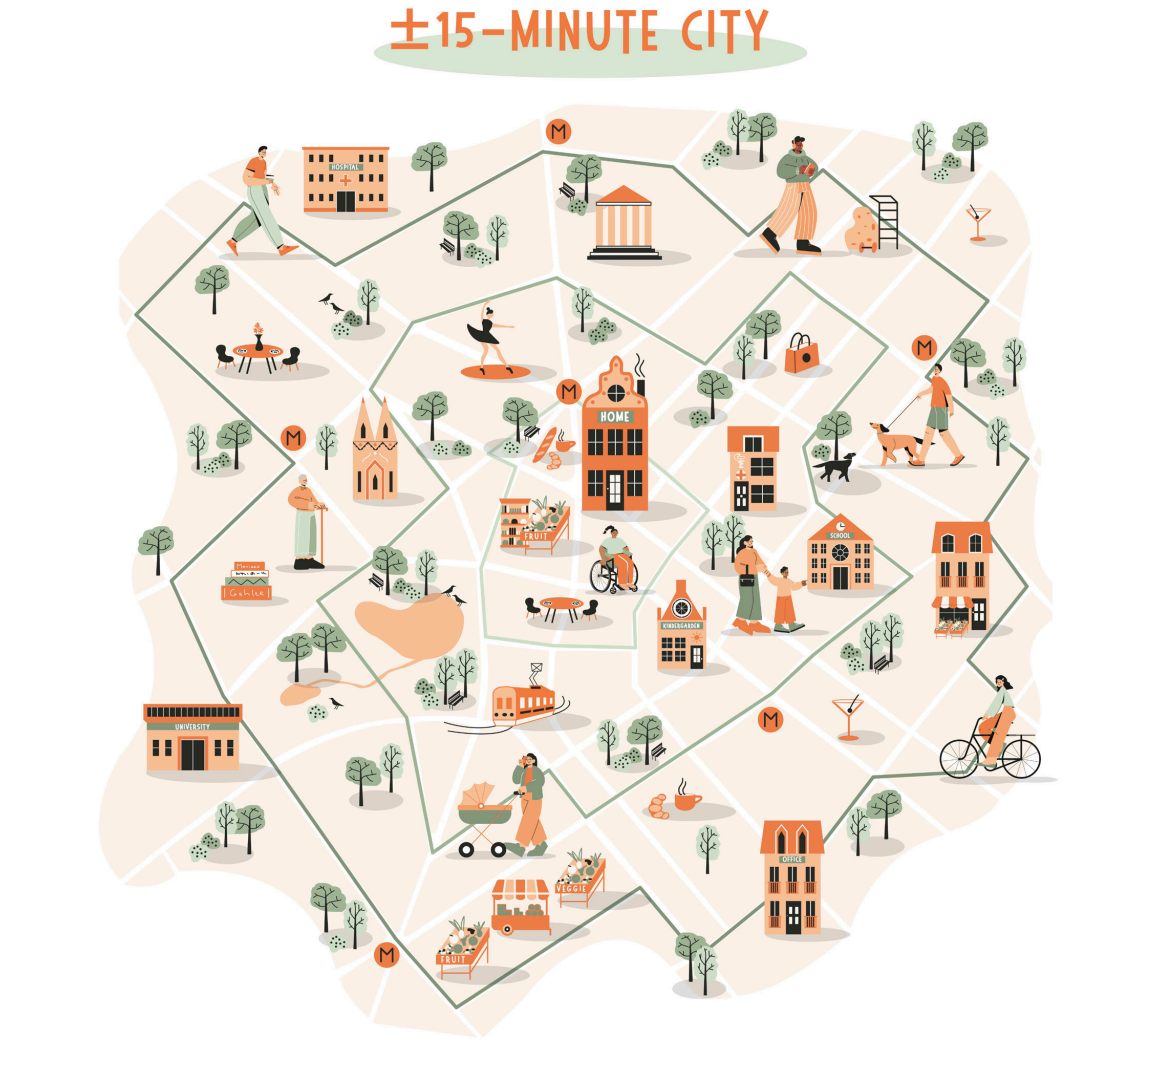 ±15-MINUTE CITY
M
HOSPITAL
M
M
HOME
M
FRUIT
SCHOOL
KINDERGARDEN
UNIVERSITY
M
OFFICE
VEGGIE
FRUIT
M